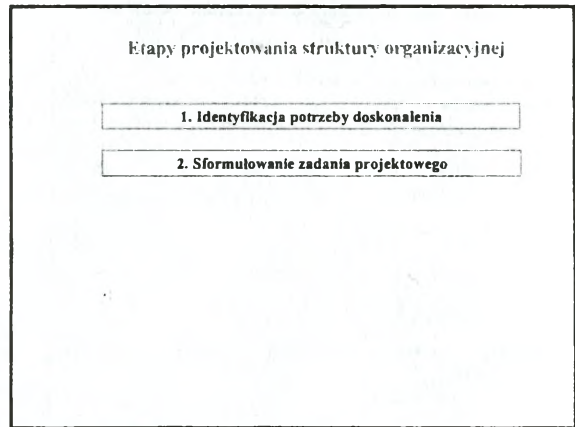 Etapy projektowania struktury organizacyjnej
1. Identyfikacja potrzeby doskonalenia
2. Sformułowanie zadania projektowego